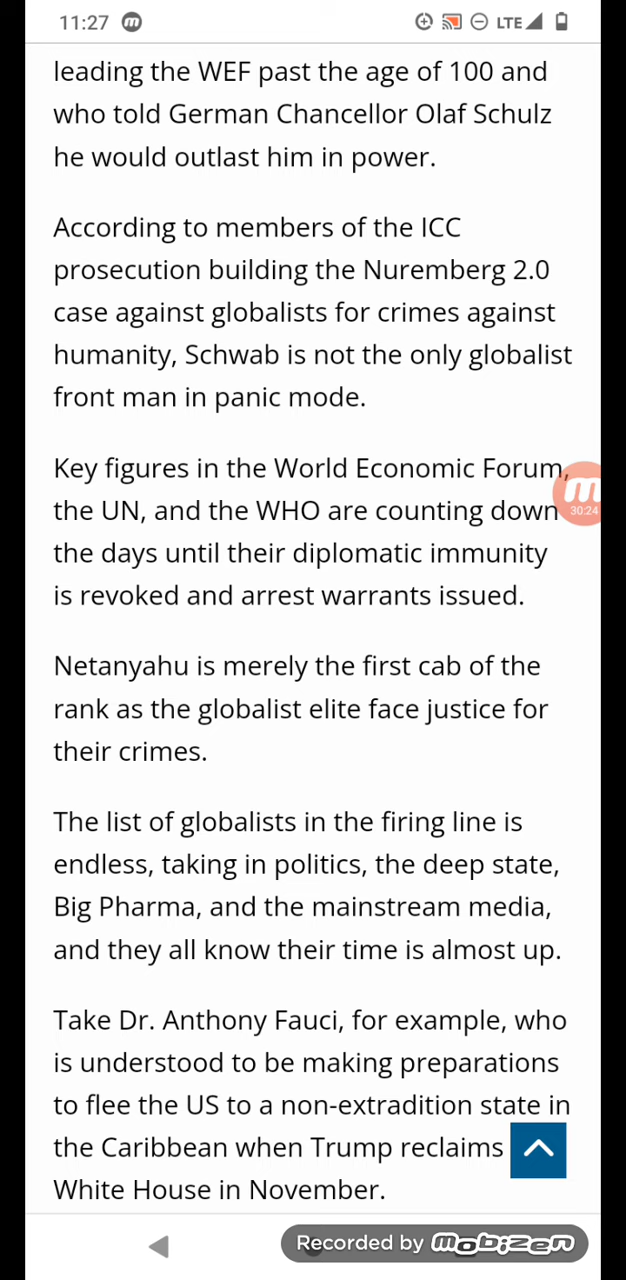 11:27 m LTE
leading the WEF past the age of 100 and
who told German Chancellor Olaf Schulz
he would outlast him in power.
According to members of the ICC
prosecution building the Nuremberg 2.0
case against globalists for crimes against
humanity, Schwab is not the only globalist
front man in panic mode.
Key figures in the World Economic Forum,
the UN, and the WHO are counting down
the days until their diplomatic immunity
is revoked and arrest warrants issued.
m
30:24
Netanyahu is merely the first cab of the
rank as the globalist elite face justice for
their crimes.
The list of globalists in the firing line is
endless, taking in politics, the deep state,
Big Pharma, and the mainstream media,
and they all know their time is almost up.
Take Dr. Anthony Fauci, for example, who
is understood to be making preparations
to flee the US to a non-extradition state in
the Caribbean when Trump reclaims
White House in November.
Recorded by mobizen